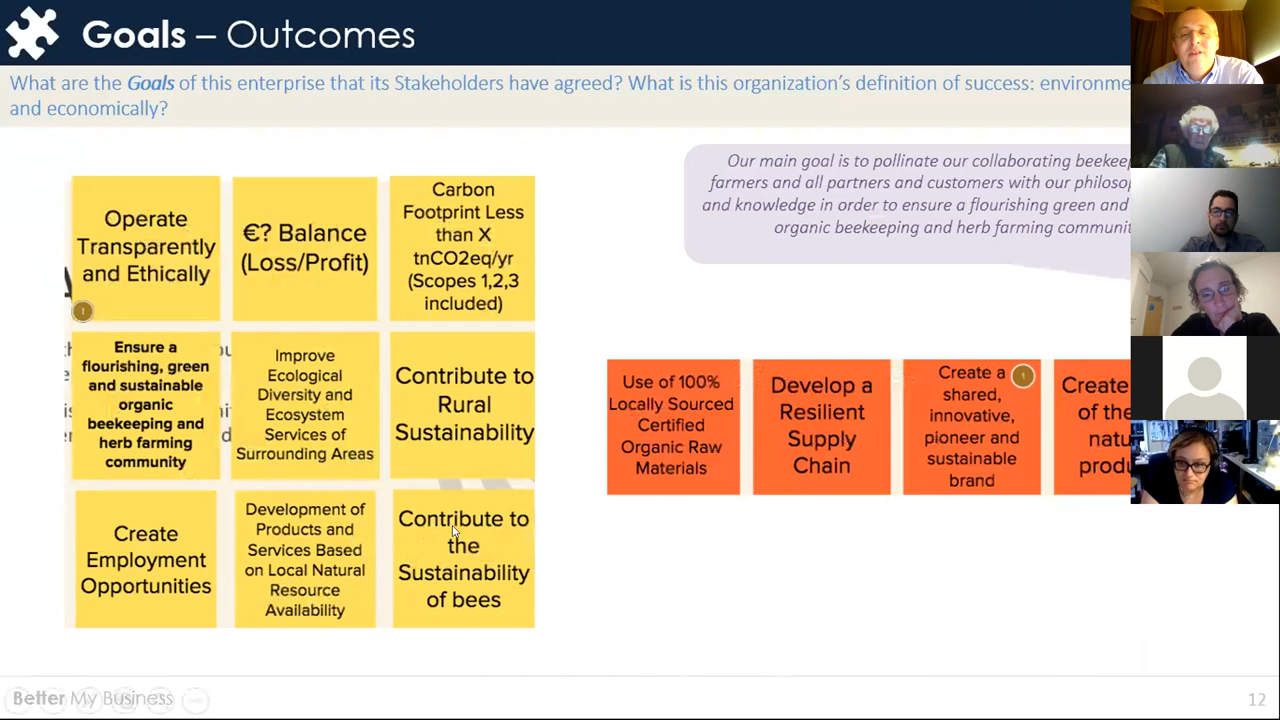 Goals – Outcomes
What are the Goals of this enterprise that its Stakeholders have agreed? What is this organization's definition of success: environme
and economically?
Our main goal is to pollinate our collaborating beekee
farmers and all partners and customers with our philosop
and knowledge in order to ensure a flourishing green and
organic beekeeping and herb farming communit
Operate
Transparently
and Ethically
1
€? Balance
(Loss/Profit)
Carbon
Footprint Less
than X
tnCO2eq/yr
(Scopes 1,2,3
included)
Ensure a
flourishing, green
and sustainable
organic
beekeeping and
herb farming
community
Improve
Ecological
Diversity and
Ecosystem
Services of
Surrounding Areas
Contribute to
Rural
Sustainability
Create
Employment
Opportunities
Development of
Products and
Services Based
on Local Natural
Resource
Availability
Contribute to
the
Sustainability
of bees
Use of 100%
Locally Sourced
Certified
Organic Raw
Materials
Develop a
Resilient
Supply
Chain
Create a
shared,
innovative,
pioneer and
sustainable
brand
1
Create
of the
natu
produ
Better My Business
12